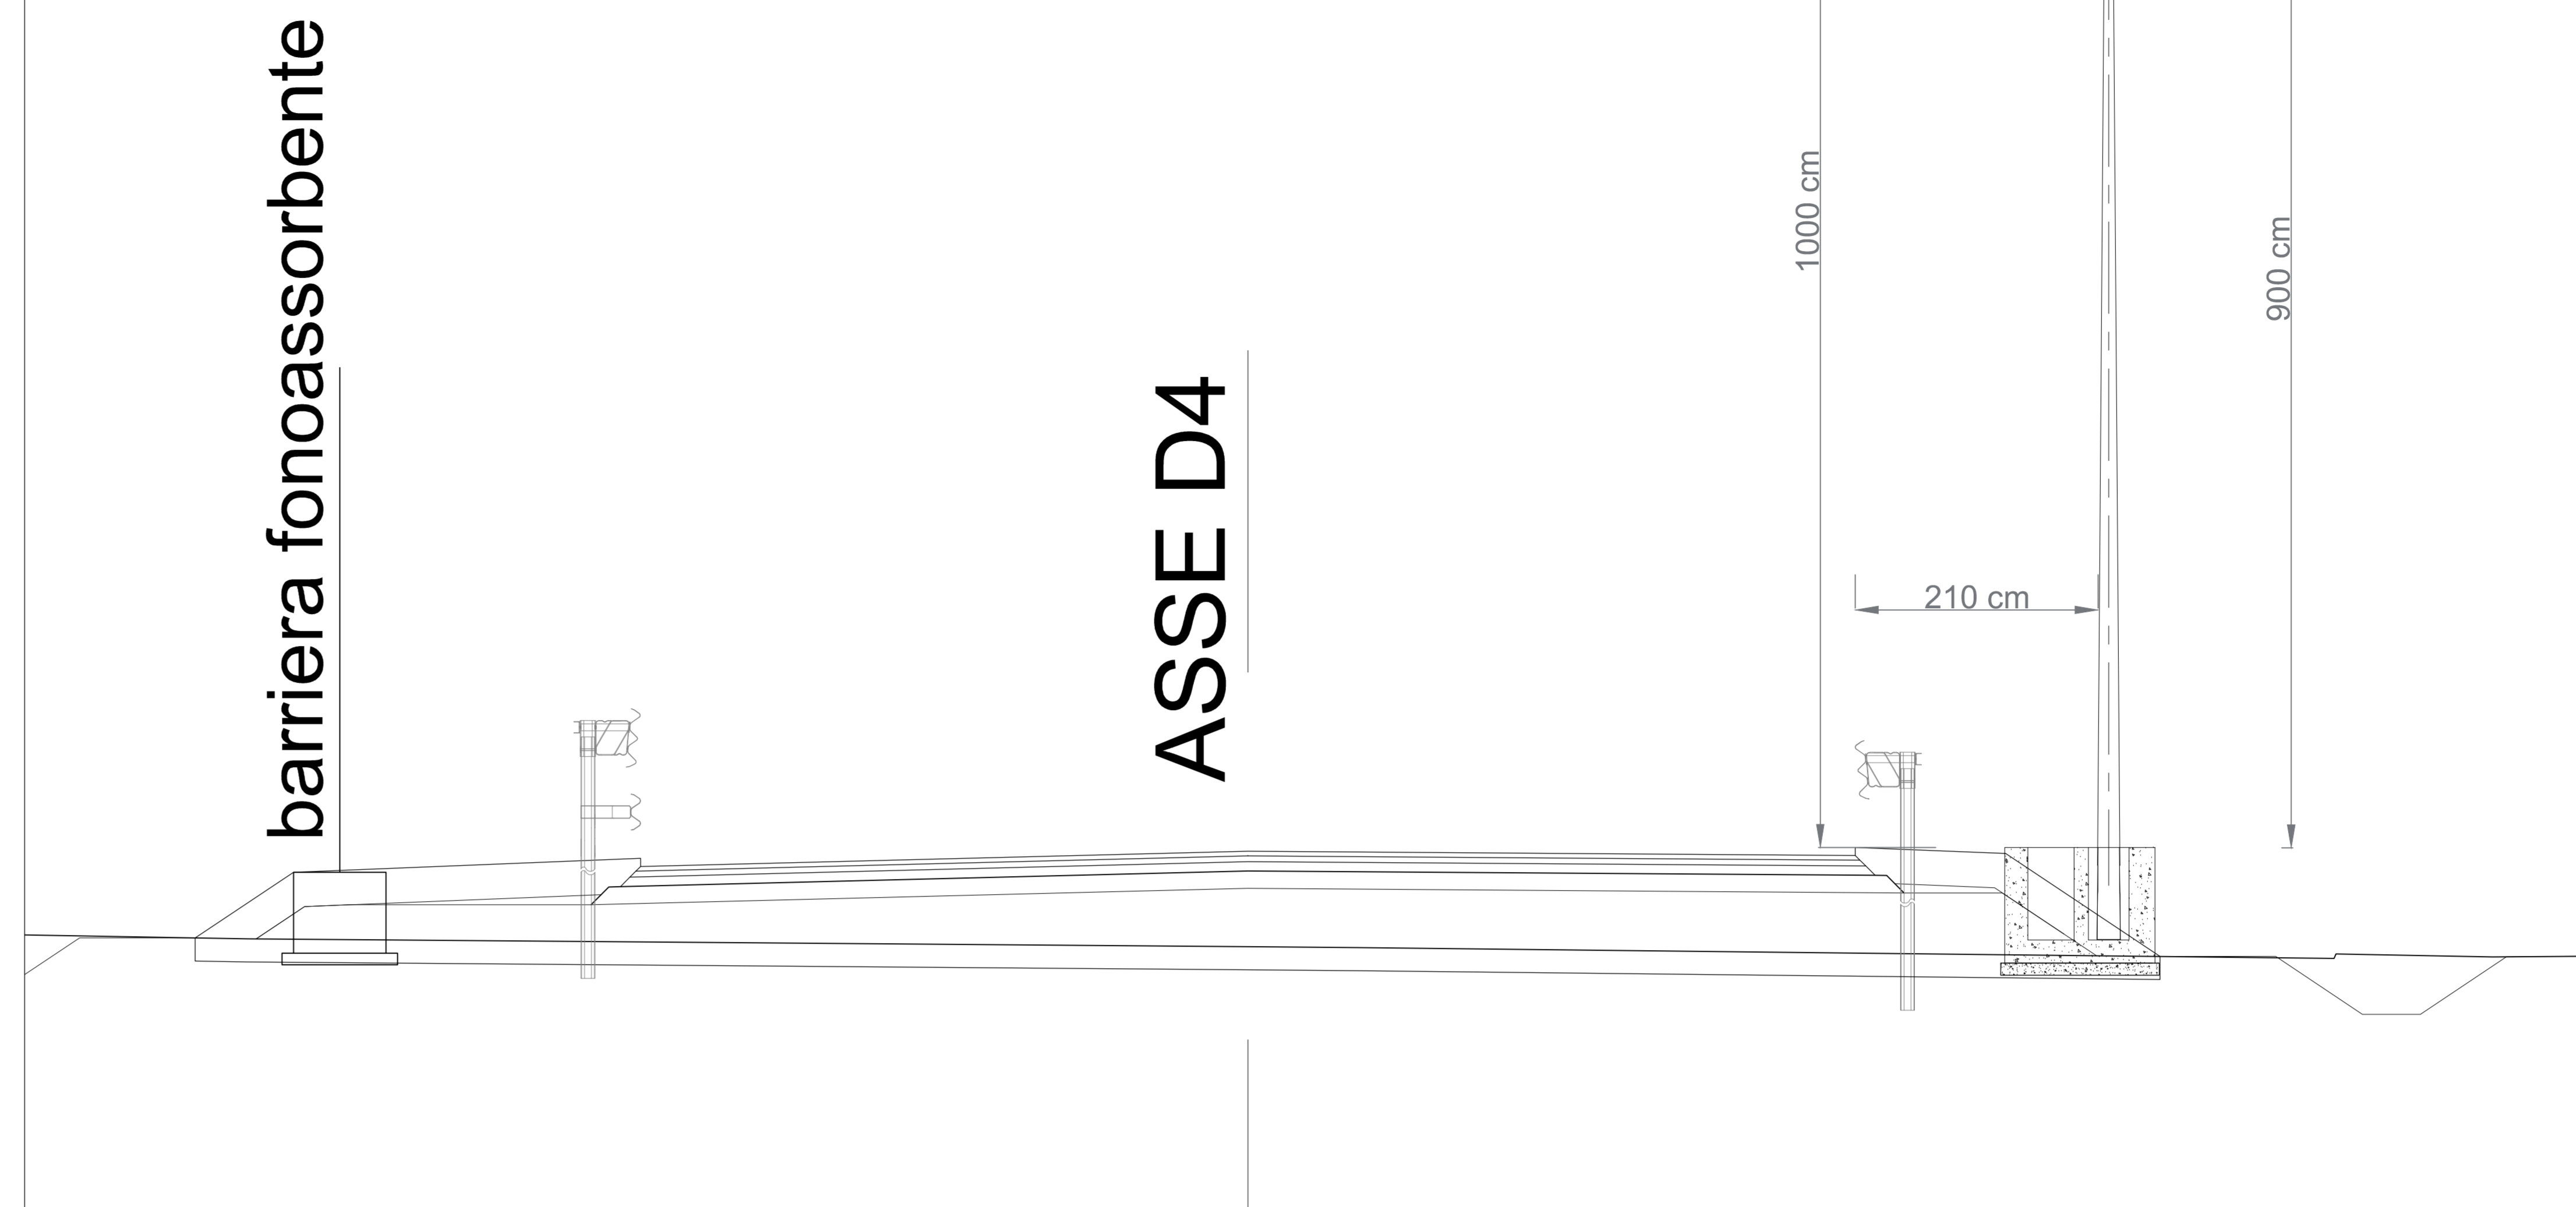 barriera fonoassorbente
ASSE D4
1000 cm
210 cm
900 cm